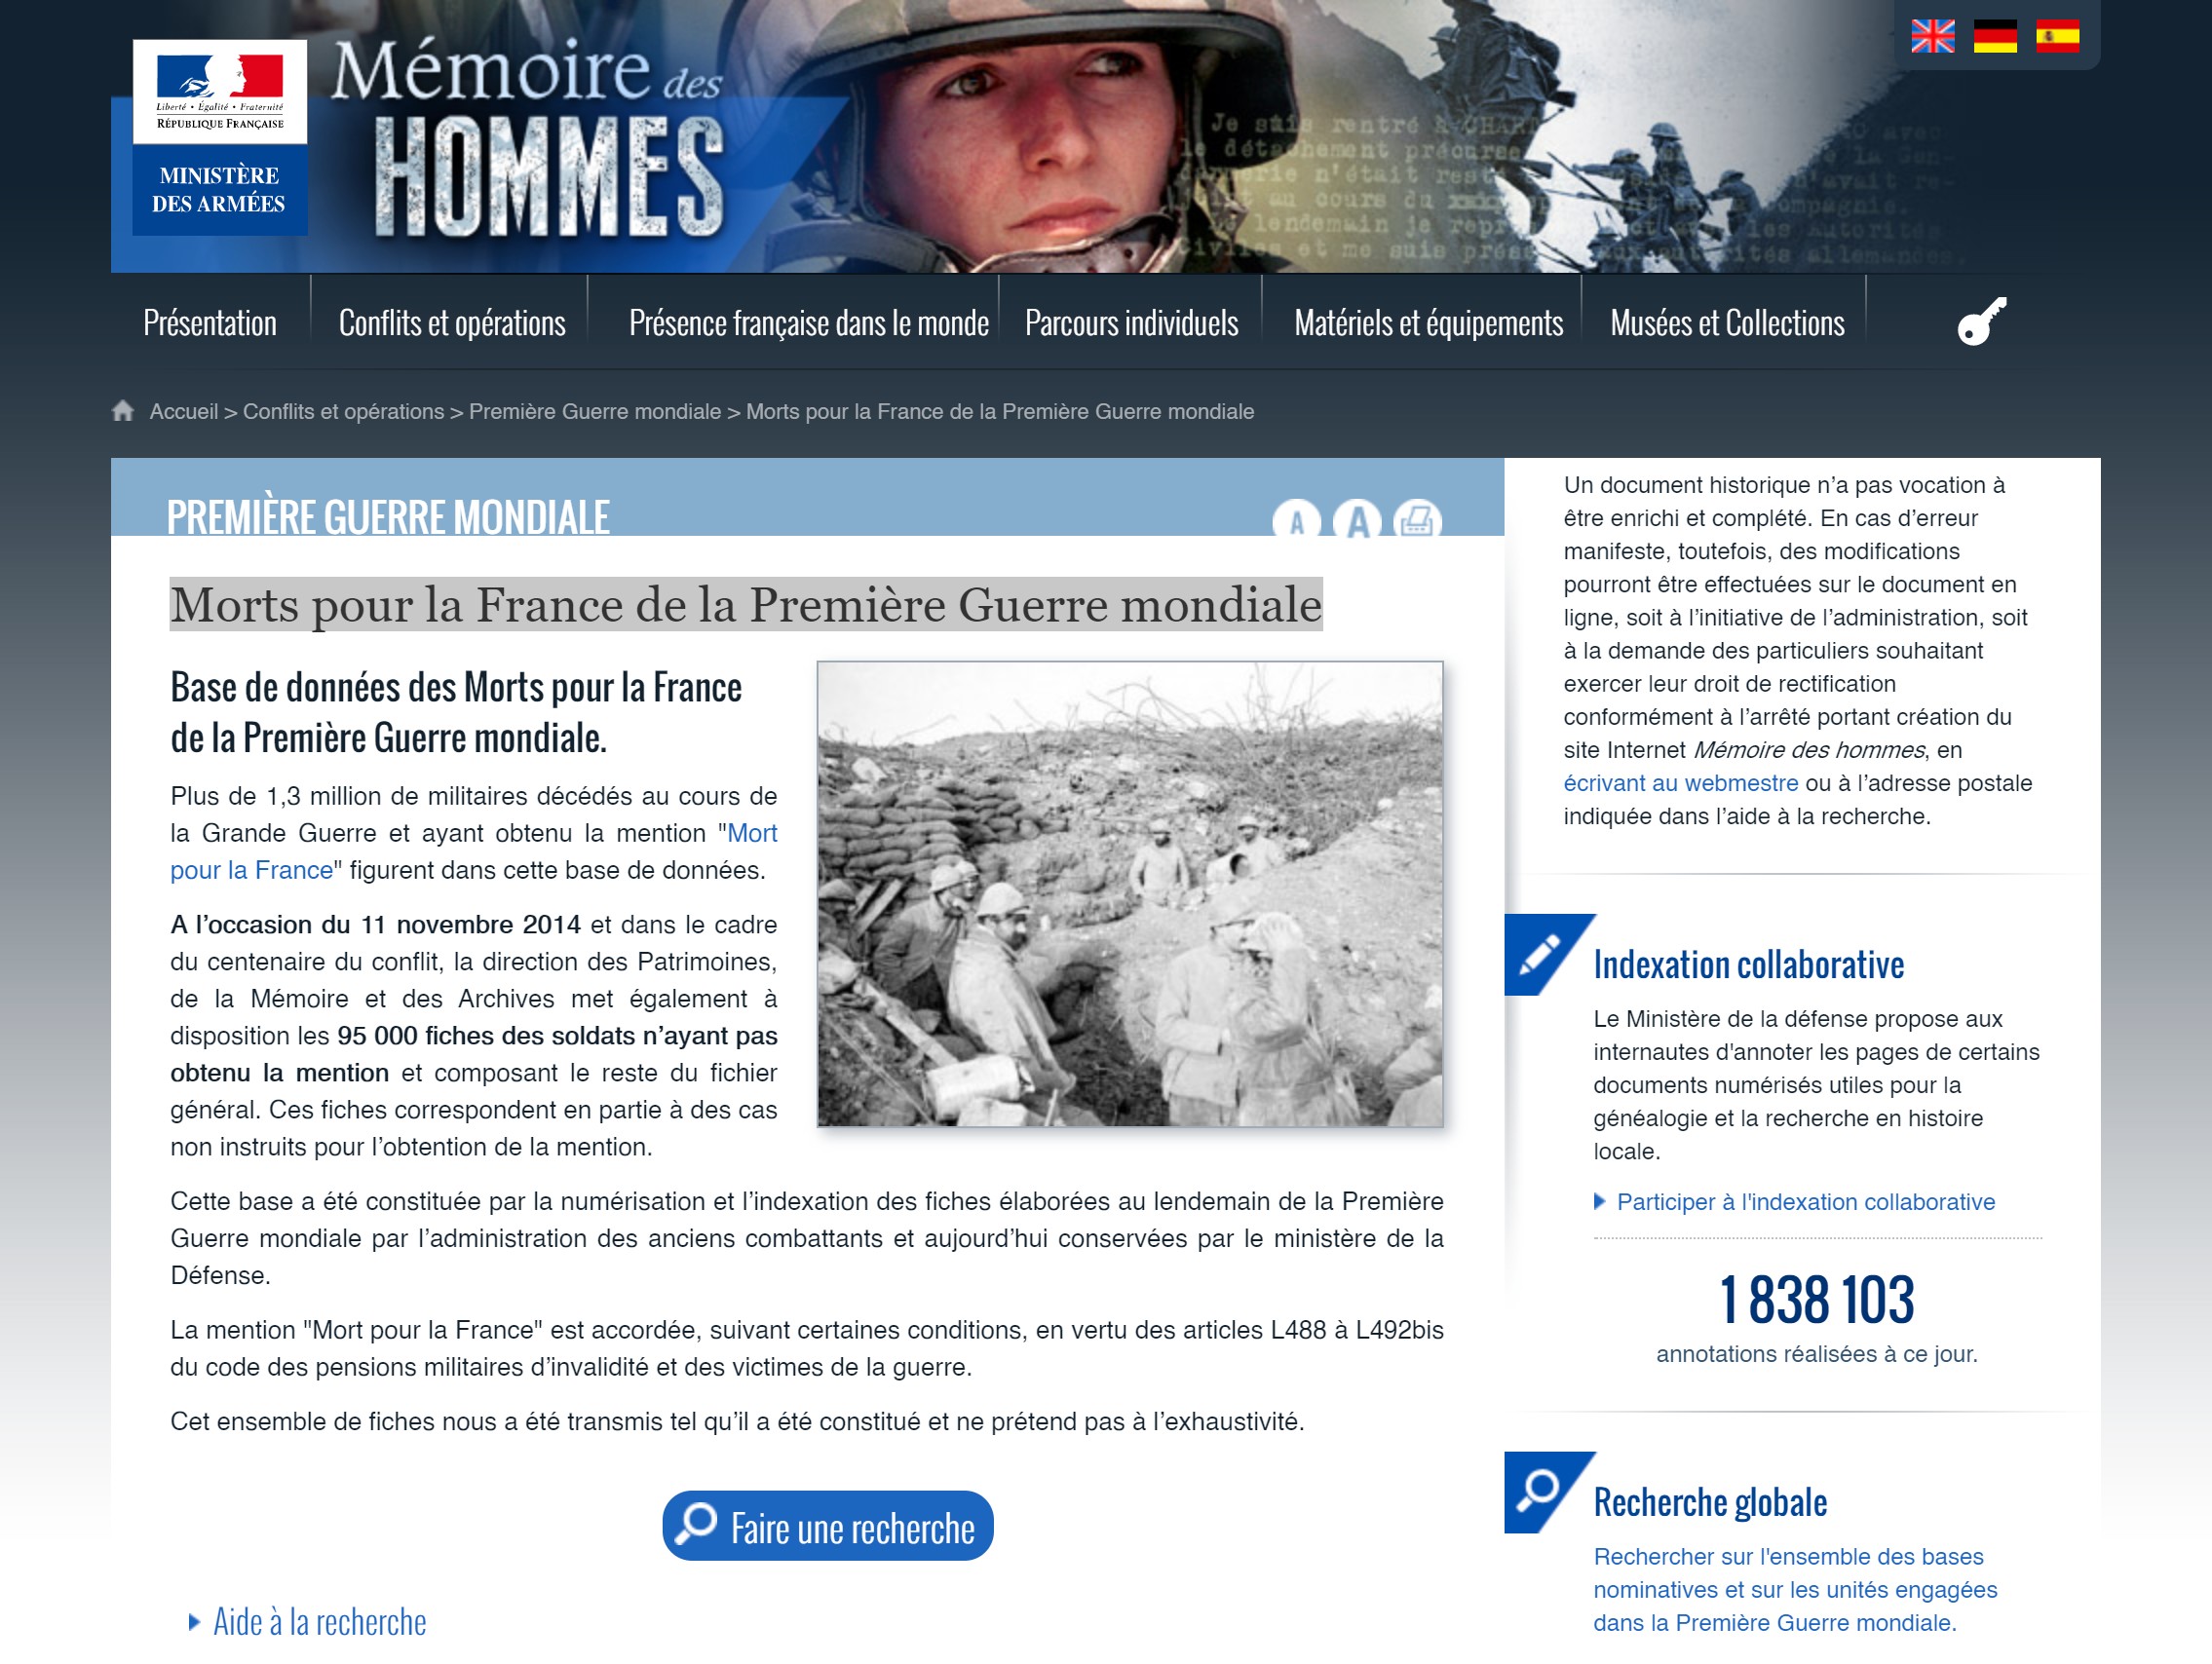 Liberté • Égalité • Fraternité
RÉPUBLIQUE FRANÇAISE
MINISTÈRE
DES ARMÉES
Mémoire des
HOMMES
Je suis rentré
le détachement précurse
n'était
au cours du
lendemain je
et me suis
Présentation
Conflits et opérations
Présence française dans le monde
Parcours individuels
Matériels et équipements
Musées et Collections
Accueil > Conflits et opérations > Première Guerre mondiale > Morts pour la France de la Première Guerre mondiale
PREMIÈRE GUERRE MONDIALE
A A
Morts pour la France de la Première Guerre mondiale
Base de données des Morts pour la France
de la Première Guerre mondiale.
Plus de 1,3 million de militaires décédés au cours de
la Grande Guerre et ayant obtenu la mention "Mort
pour la France" figurent dans cette base de données.
A l’occasion du 11 novembre 2014 et dans le cadre
du centenaire du conflit, la direction des Patrimoines,
de la Mémoire et des Archives met également à
disposition les 95 000 fiches des soldats n’ayant pas
obtenu la mention et composant le reste du fichier
général. Ces fiches correspondent en partie à des cas
non instruits pour l’obtention de la mention.
Cette base a été constituée par la numérisation et l’indexation des fiches élaborées au lendemain de la Première
Guerre mondiale par l’administration des anciens combattants et aujourd’hui conservées par le ministère de la
Défense.
La mention "Mort pour la France" est accordée, suivant certaines conditions, en vertu des articles L488 à L492bis
du code des pensions militaires d’invalidité et des victimes de la guerre.
Cet ensemble de fiches nous a été transmis tel qu’il a été constitué et ne prétend pas à l’exhaustivité.
Faire une recherche
Aide à la recherche
Un document historique n’a pas vocation à
être enrichi et complété. En cas d’erreur
manifeste, toutefois, des modifications
pourront être effectuées sur le document en
ligne, soit à l’initiative de l’administration, soit
à la demande des particuliers souhaitant
exercer leur droit de rectification
conformément à l’arrêté portant création du
site Internet Mémoire des hommes, en
écrivant au webmestre ou à l’adresse postale
indiquée dans l’aide à la recherche.
Indexation collaborative
Le Ministère de la défense propose aux
internautes d'annoter les pages de certains
documents numérisés utiles pour la
généalogie et la recherche en histoire
locale.
Participer à l'indexation collaborative
1 838 103
annotations réalisées à ce jour.
Recherche globale
Rechercher sur l'ensemble des bases
nominatives et sur les unités engagées
dans la Première Guerre mondiale.